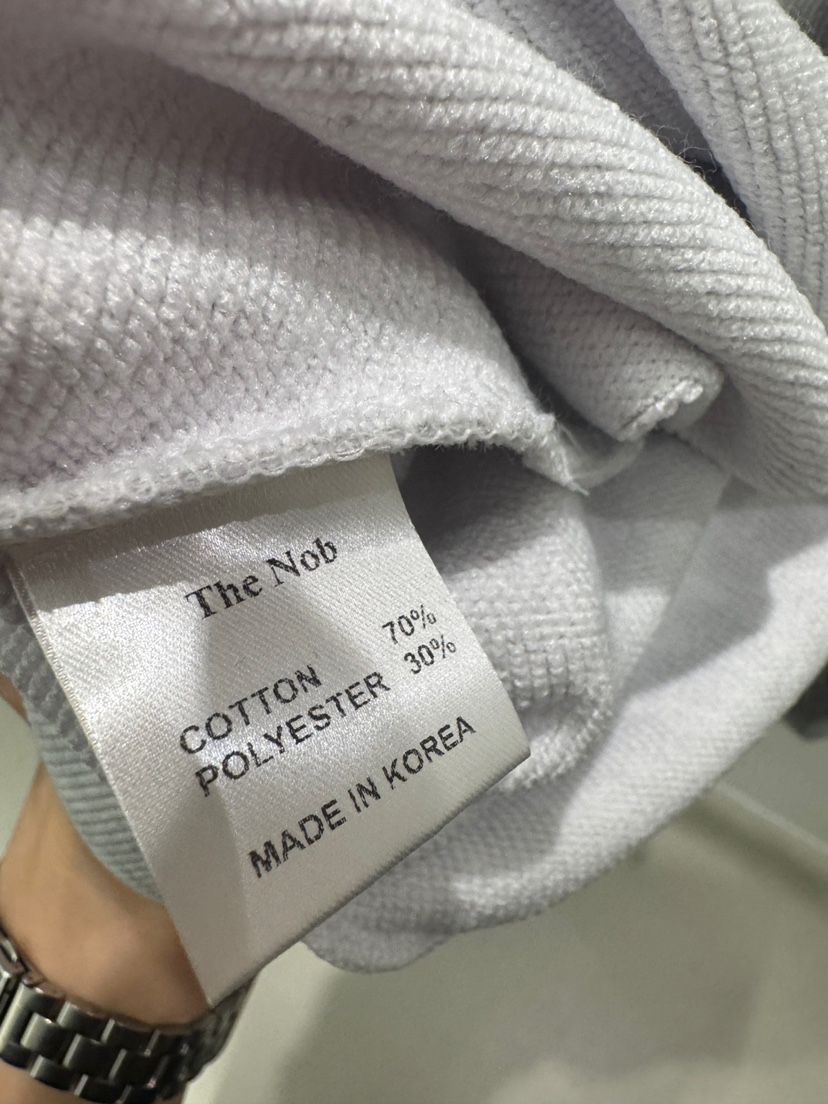 The Nob
COTTON 70%
POLYESTER 30%
MADE IN KOREA